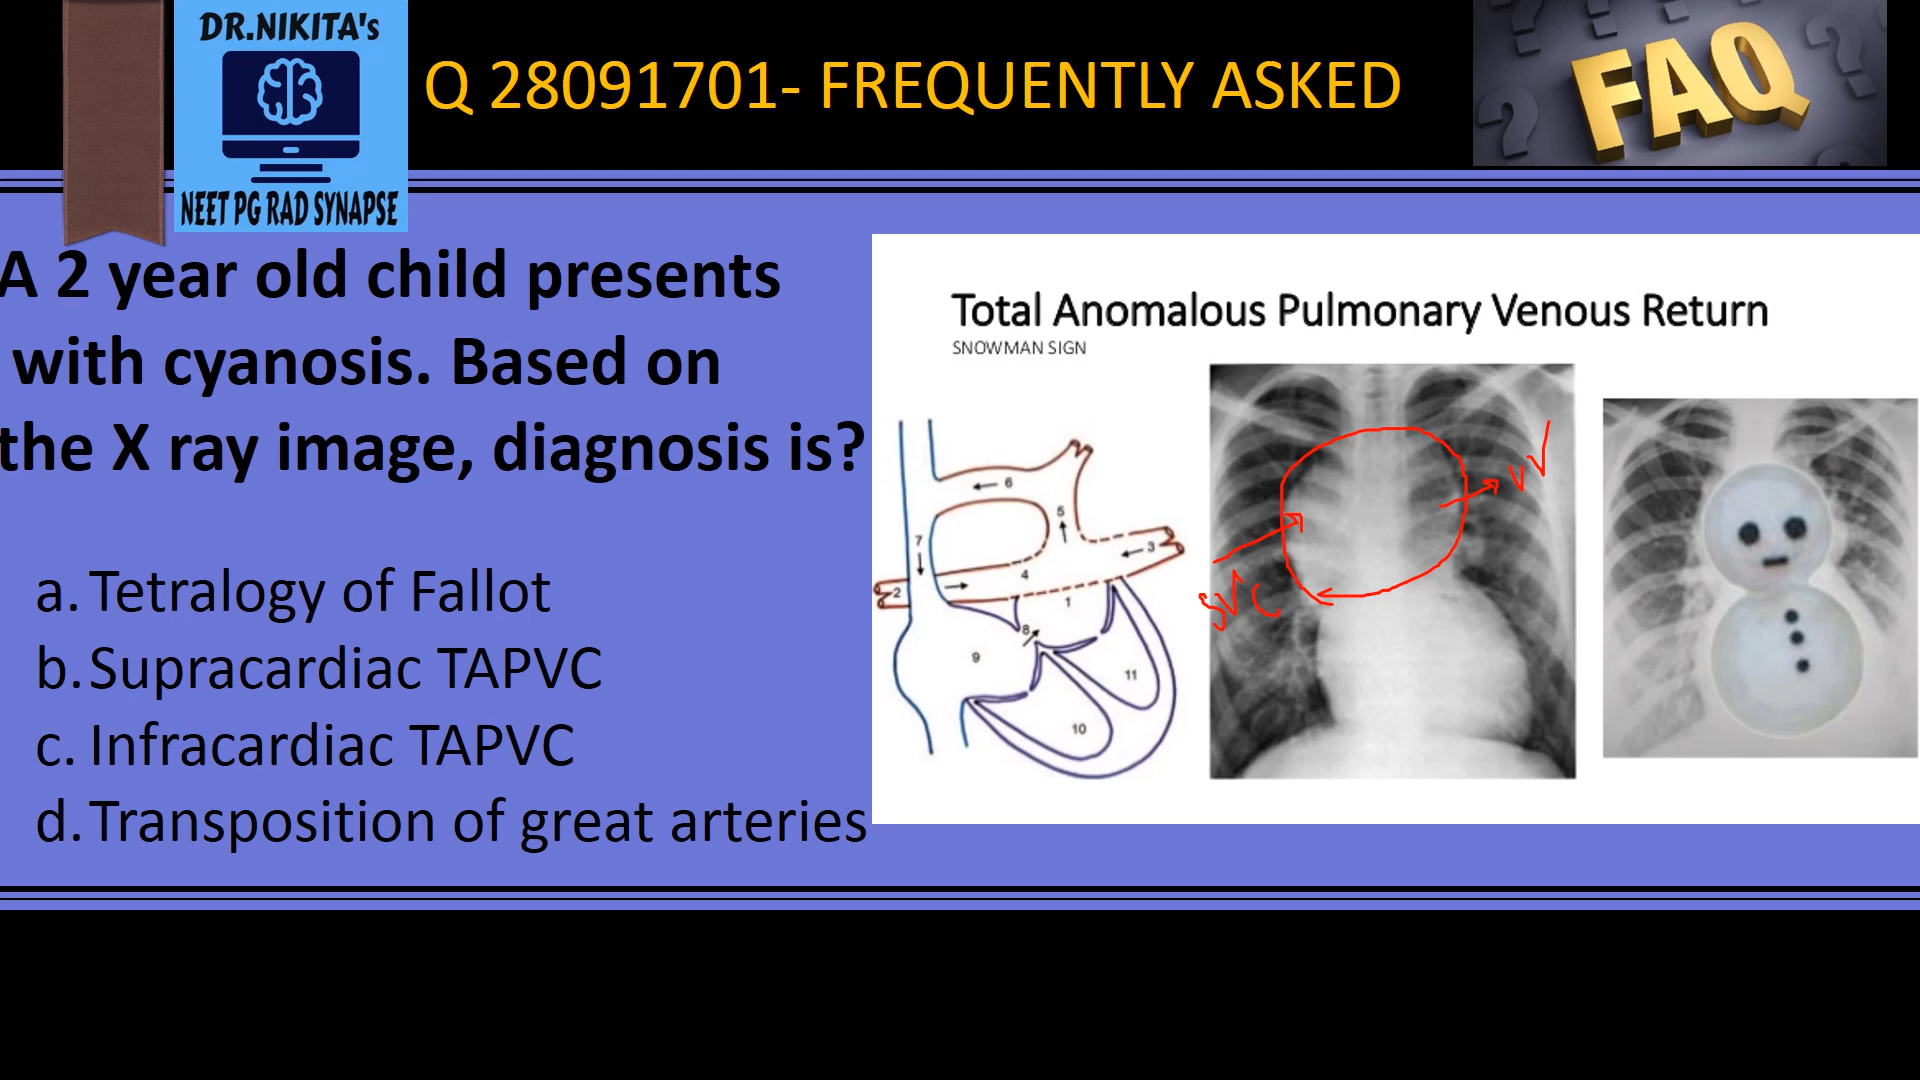 DR.NIKITA's
NEET PG RAD SYNAPSE
Q 28091701- FREQUENTLY ASKED
FAQ
A 2 year old child presents
with cyanosis. Based on
the X ray image, diagnosis is?
a. Tetralogy of Fallot
b. Supracardiac TAPVC
c. Infracardiac TAPVC
d. Transposition of great arteries
Total Anomalous Pulmonary Venous Return
SNOWMAN SIGN
6
5
7
3
4
2
1
8
9
11
10
SVC
VV